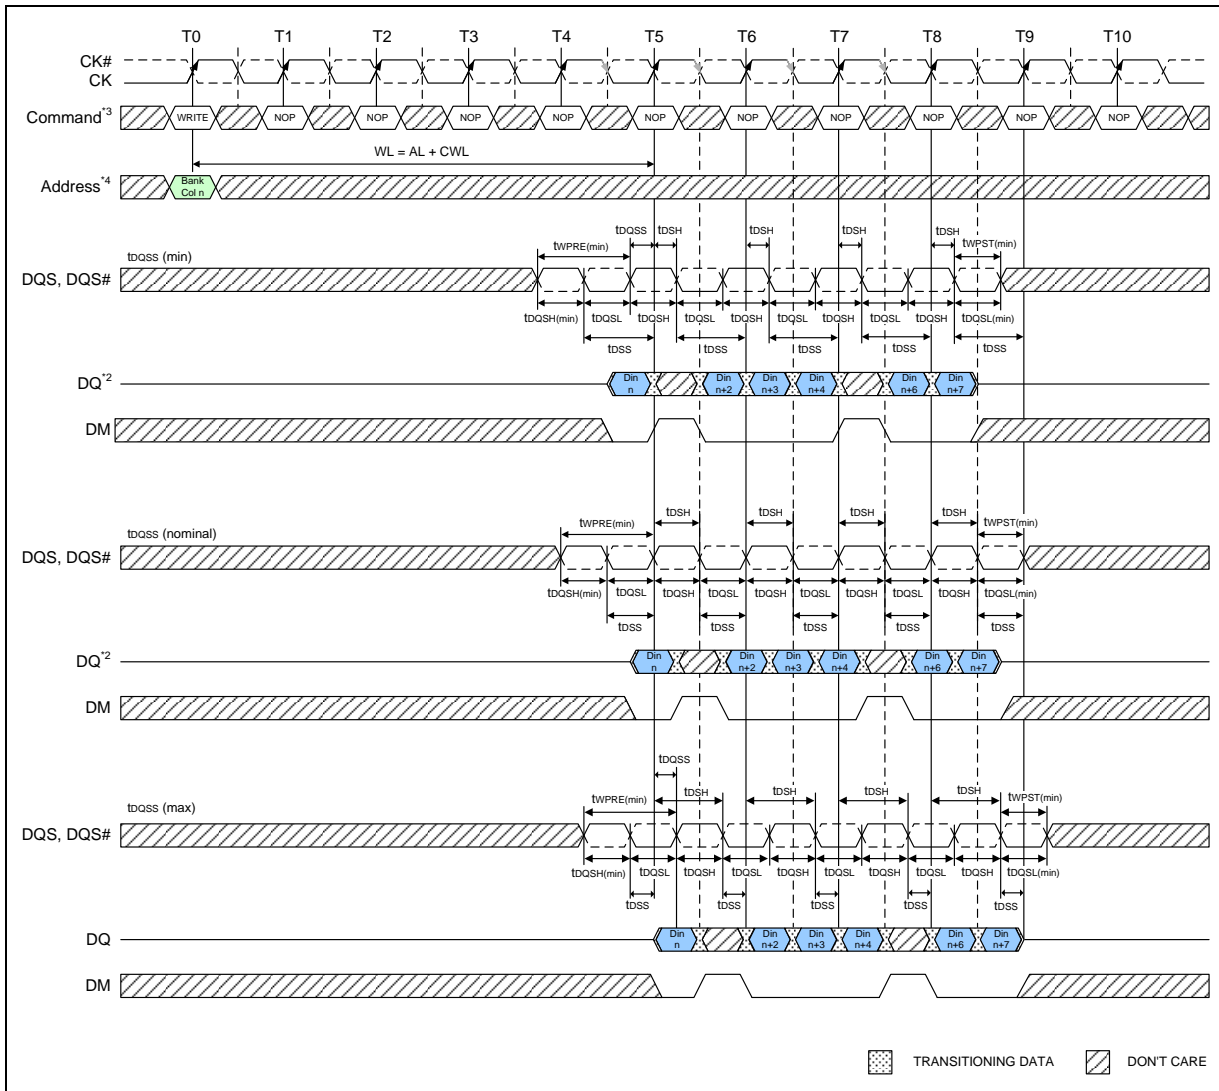 T0 T1 T2 T3 T4 T5 T6 T7 T8 T9 T10
CK#
CK
Command*3 WRITE NOP NOP NOP NOP NOP NOP NOP NOP NOP NOP
WL = AL + CWL
Address*4 Bank Col n
tDQSS (min)
tDQSS tDSH tDSH tDSH tDSH
tWPRE(min) tWPST(min)
DQS, DQS#
tDQSH(min) tDQSL tDQSH tDQSL tDQSH tDQSL tDQSH tDQSL tDQSH tDQSL(min)
tDSS tDSS tDSS tDSS tDSS
DQ*2 Din n Din n+2 Din n+3 Din n+4 Din n+6 Din n+7
DM
tDQSS (nominal)
tWPRE(min) tDSH tDSH tDSH tDSH tWPST(min)
DQS, DQS#
tDQSH(min) tDQSL tDQSH tDQSL tDQSH tDQSL tDQSH tDQSL tDQSH tDQSL(min)
tDSS tDSS tDSS tDSS tDSS
DQ*2 Din n Din n+2 Din n+3 Din n+4 Din n+6 Din n+7
DM
tDQSS
tDQSS (max)
tWPRE(min) tDSH tDSH tDSH tDSH tWPST(min)
DQS, DQS#
tDQSH(min) tDQSL tDQSH tDQSL tDQSH tDQSL tDQSH tDQSL tDQSH tDQSL(min)
tDSS tDSS tDSS tDSS tDSS
DQ Din n Din n+2 Din n+3 Din n+4 Din n+6 Din n+7
DM
TRANSITIONING DATA DON'T CARE